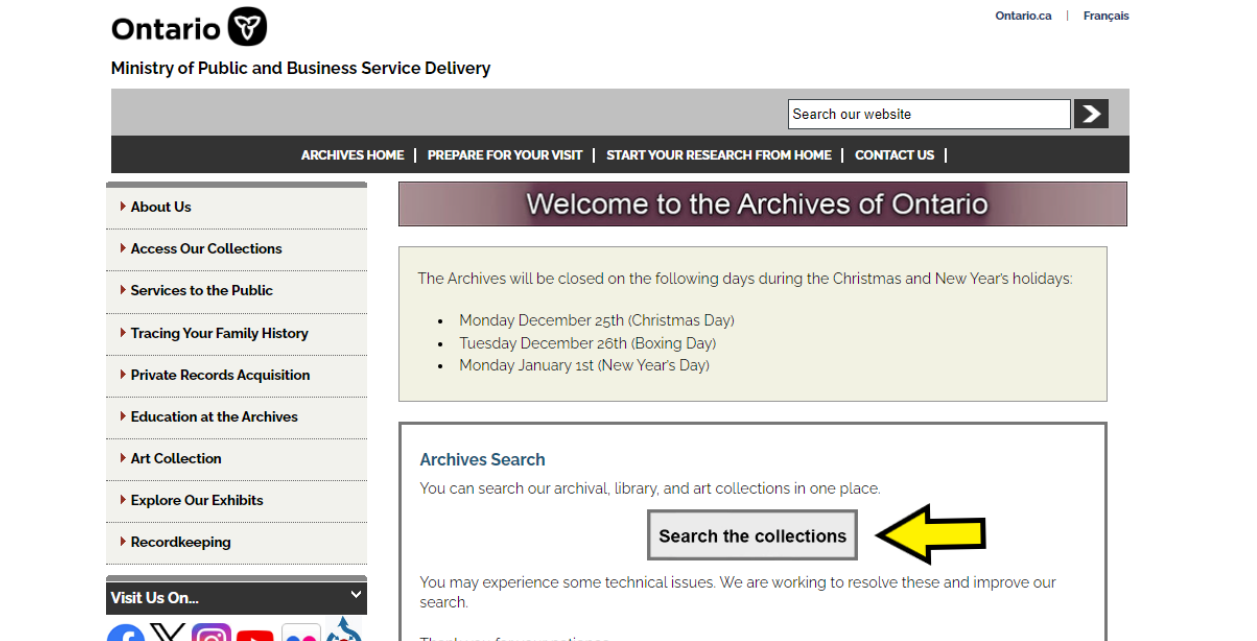 Ontario
Ontario.ca | Français
Ministry of Public and Business Service Delivery
Search our website
ARCHIVES HOME | PREPARE FOR YOUR VISIT | START YOUR RESEARCH FROM HOME | CONTACT US |
About Us
Access Our Collections
Services to the Public
Tracing Your Family History
Private Records Acquisition
Education at the Archives
Art Collection
Explore Our Exhibits
Recordkeeping
Visit Us On...
Welcome to the Archives of Ontario
The Archives will be closed on the following days during the Christmas and New Year's holidays:
• Monday December 25th (Christmas Day)
• Tuesday December 26th (Boxing Day)
• Monday January 1st (New Year's Day)
Archives Search
You can search our archival, library, and art collections in one place.
Search the collections
You may experience some technical issues. We are working to resolve these and improve our
search.